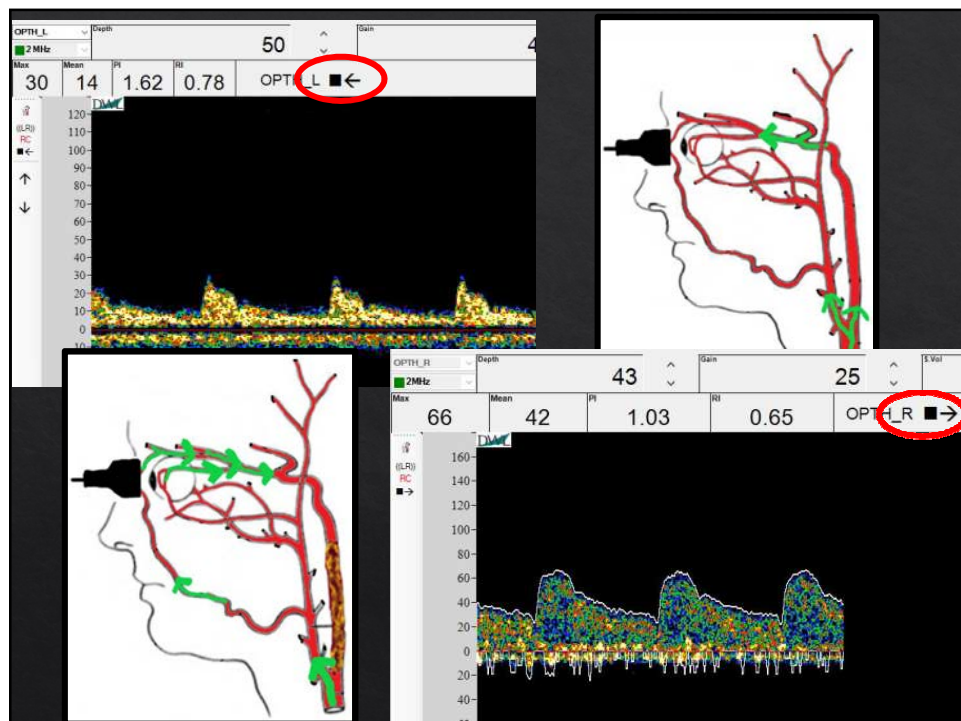 OPTH_L Depth 50 Gain 4
2 MHz
Max Mean PI RI
30 14 1.62 0.78 OPTH_L ■←
DWL
((LR))
RC
■←
↑
↓
120
100
90
80
70
60
50
40
30
20
10
0
10
OPTH_R Depth 43 Gain 25 S.Vol
2MHz
Max Mean PI RI
66 42 1.03 0.65 OPTH_R ■→
DWL
((LR))
RC
■→
160
140
120
100
80
60
40
20
0
20
40
60